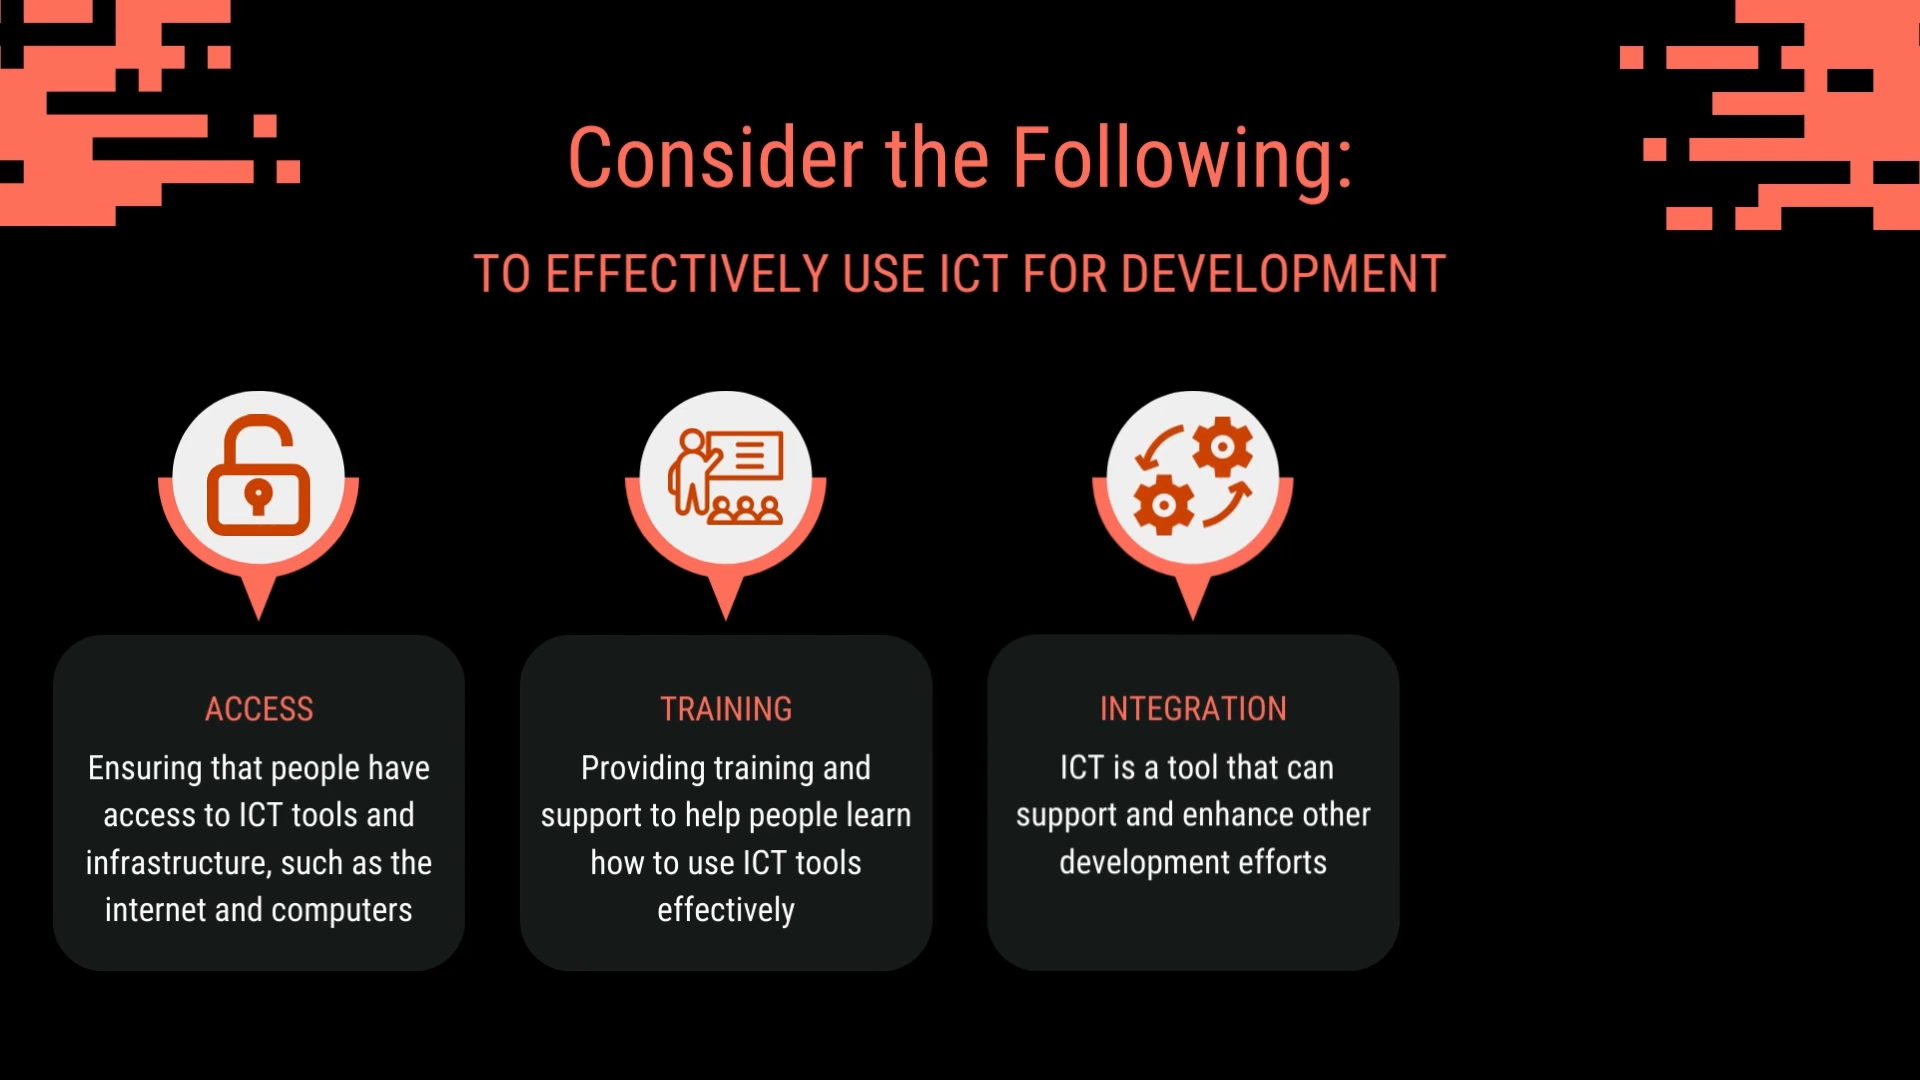 Consider the Following:
TO EFFECTIVELY USE ICT FOR DEVELOPMENT
ACCESS
Ensuring that people have
access to ICT tools and
infrastructure, such as the
internet and computers
TRAINING
Providing training and
support to help people learn
how to use ICT tools
effectively
INTEGRATION
ICT is a tool that can
support and enhance other
development efforts